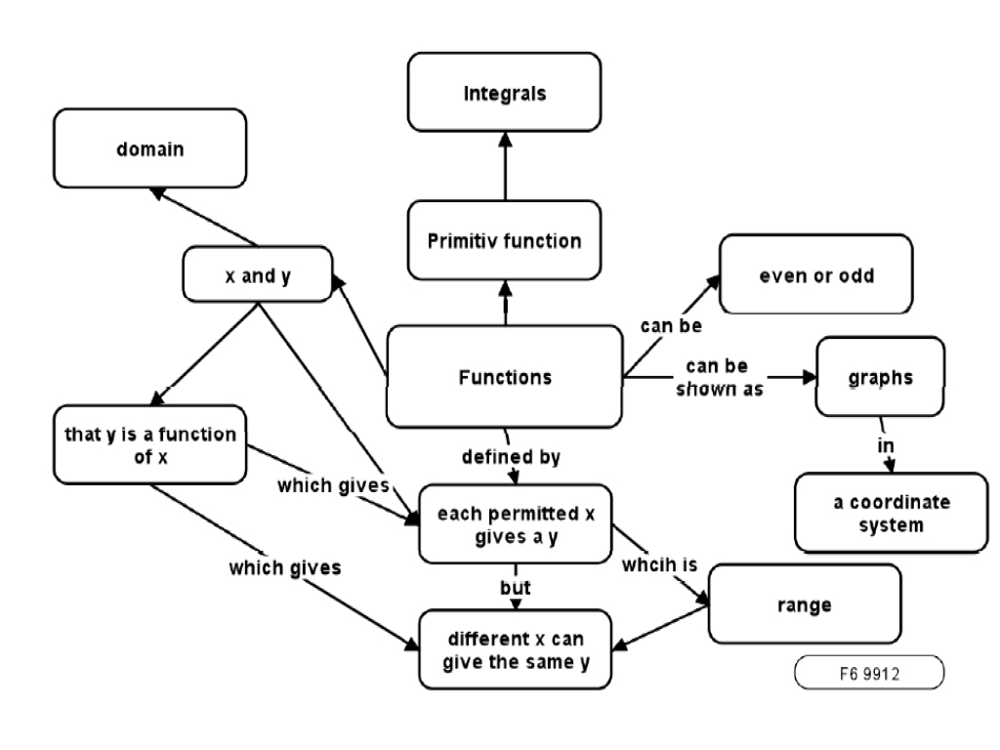 Integrals
domain
Primitiv function
x and y
even or odd
can be
Functions
can be
shown as
graphs
that y is a function
of x
defined by
in
which gives
each permitted x
gives a y
a coordinate
system
which gives
whcih is
but
range
different x can
give the same y
F6 9912